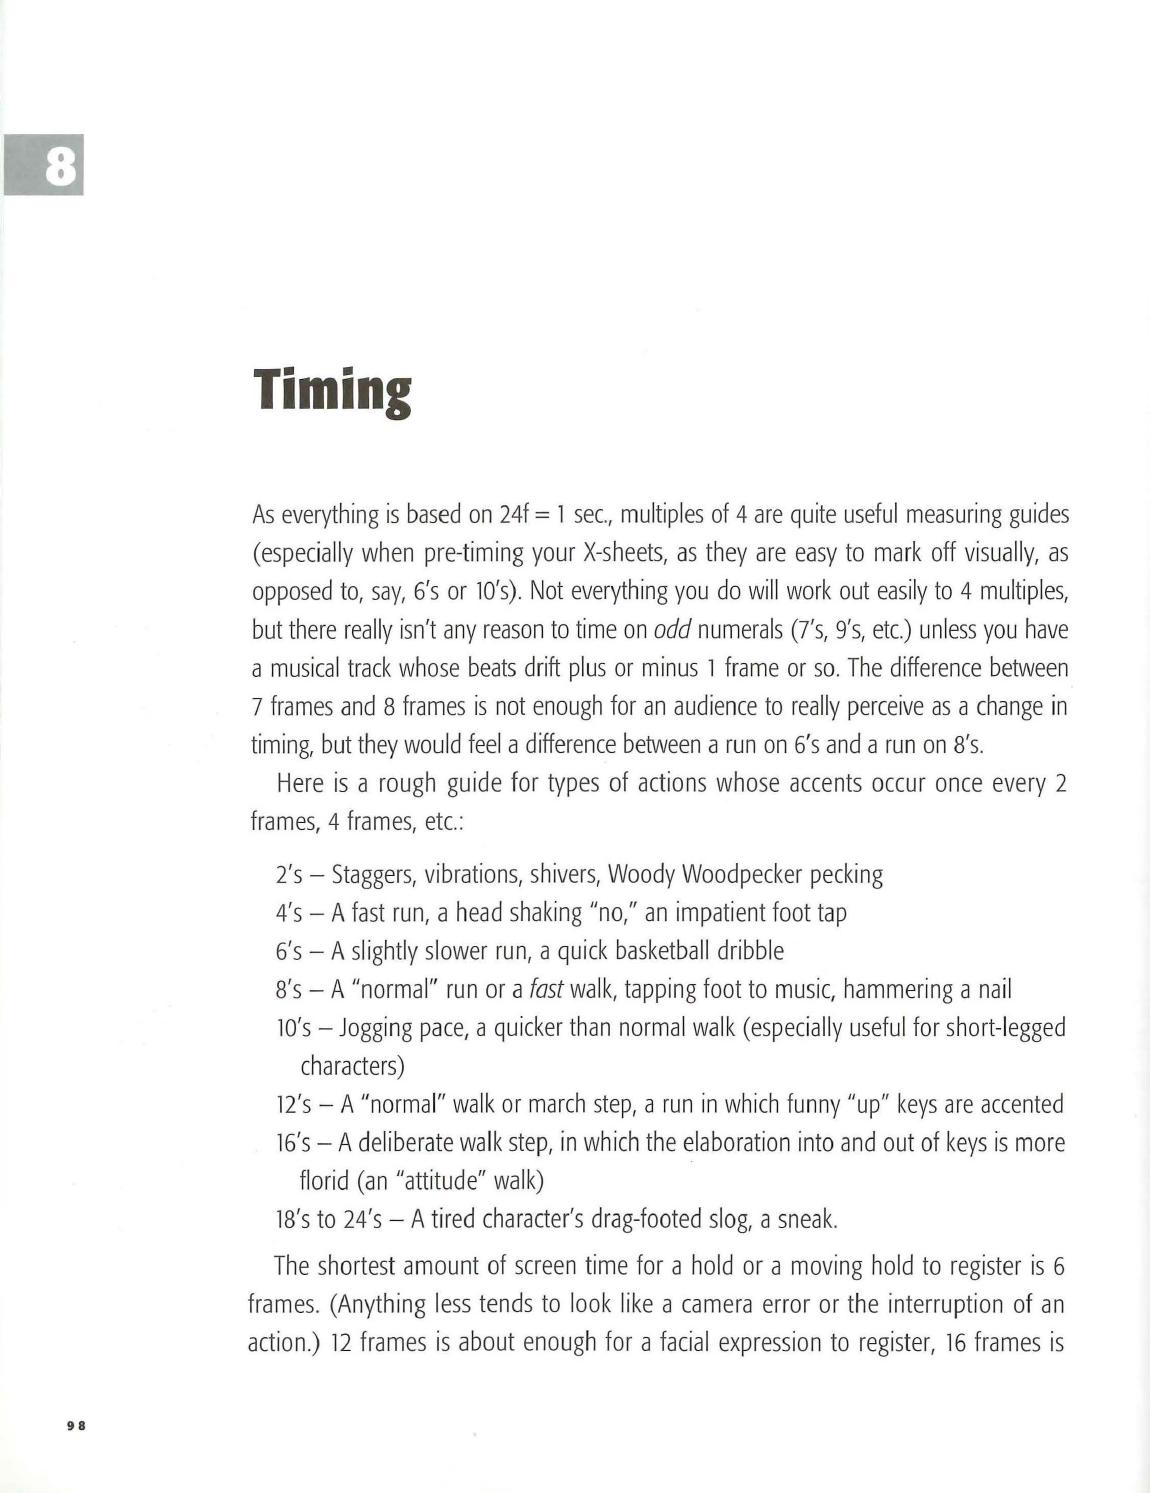 8
Timing
As everything is based on 24f = 1 sec., multiples of 4 are quite useful measuring guides
(especially when pre-timing your X-sheets, as they are easy to mark off visually, as
opposed to, say, 6's or 10's). Not everything you do will work out easily to 4 multiples,
but there really isn't any reason to time on odd numerals (7's, 9's, etc.) unless you have
a musical track whose beats drift plus or minus 1 frame or so. The difference between
7 frames and 8 frames is not enough for an audience to really perceive as a change in
timing, but they would feel a difference between a run on 6's and a run on 8's.
Here is a rough guide for types of actions whose accents occur once every 2
frames, 4 frames, etc.:
2's – Staggers, vibrations, shivers, Woody Woodpecker pecking
4's – A fast run, a head shaking "no," an impatient foot tap
6's – A slightly slower run, a quick basketball dribble
8's – A "normal" run or a fast walk, tapping foot to music, hammering a nail
10's – Jogging pace, a quicker than normal walk (especially useful for short-legged
characters)
12's – A "normal" walk or march step, a run in which funny "up" keys are accented
16's – A deliberate walk step, in which the elaboration into and out of keys is more
florid (an "attitude" walk)
18's to 24's – A tired character's drag-footed slog, a sneak.
The shortest amount of screen time for a hold or a moving hold to register is 6
frames. (Anything less tends to look like a camera error or the interruption of an
action.) 12 frames is about enough for a facial expression to register, 16 frames is
98